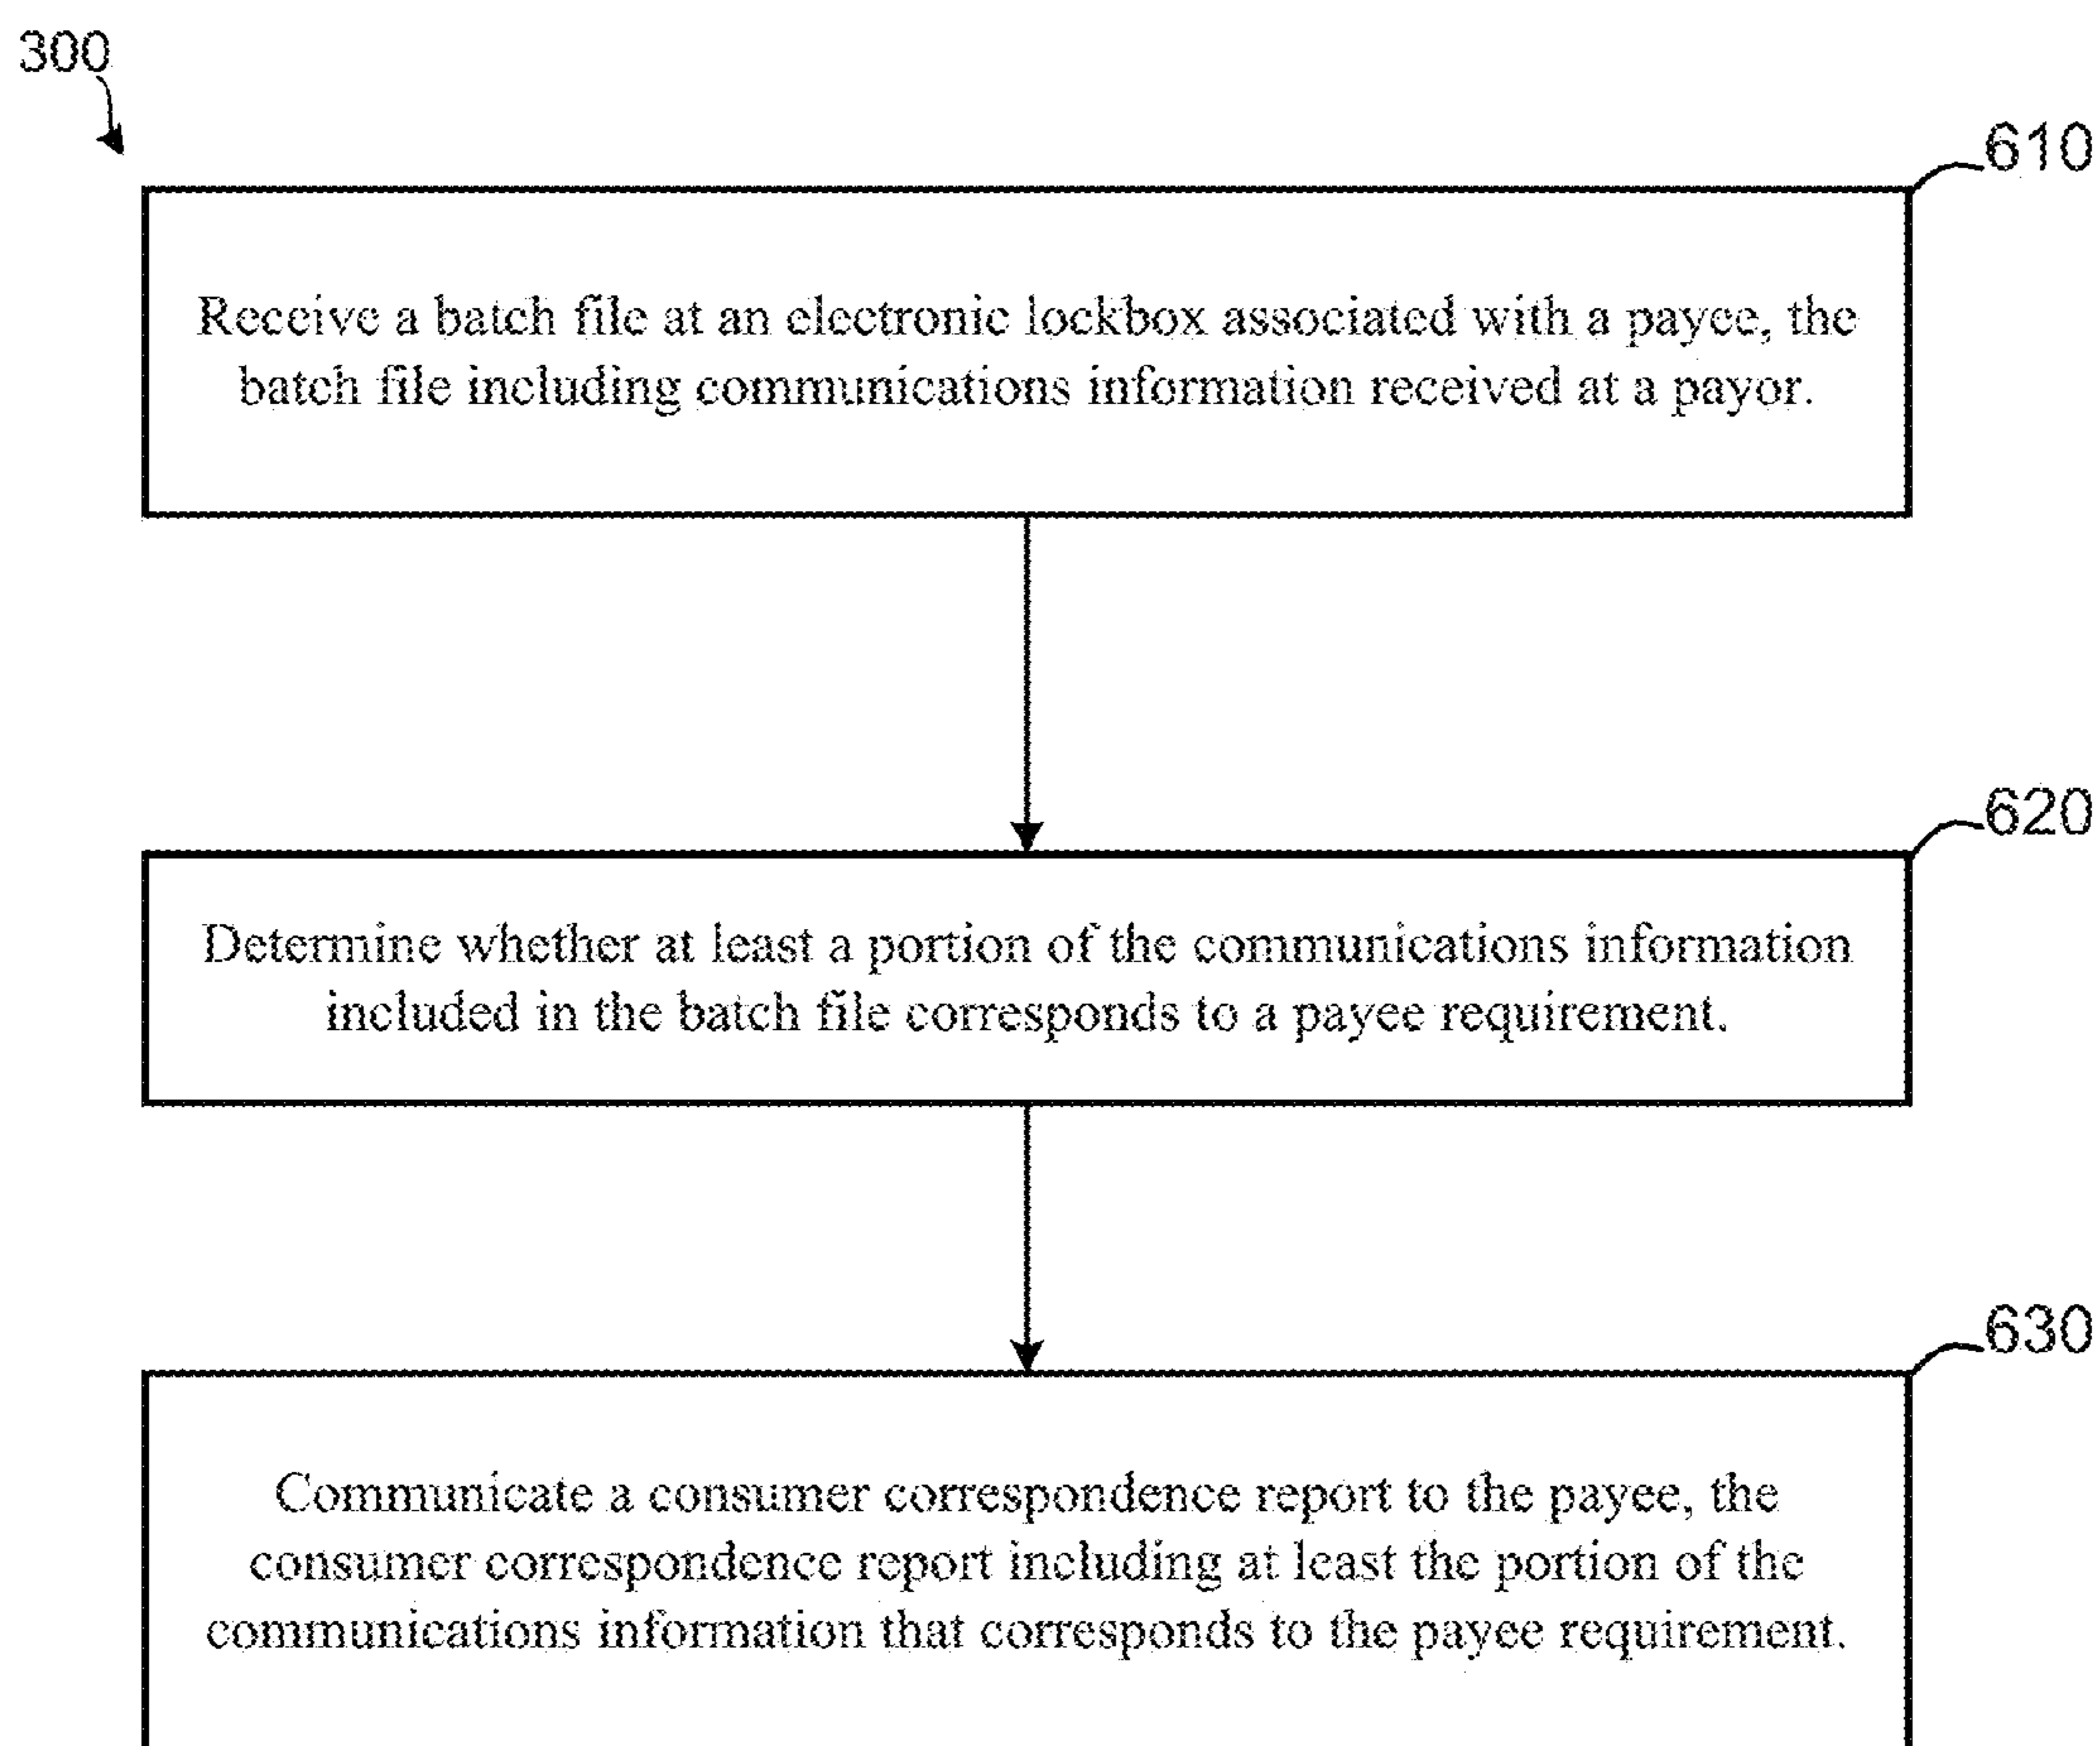 300
610
Receive a batch file at an electronic lockbox associated with a payee, the
batch file including communications information received at a payor.
620
Determine whether at least a portion of the communications information
included in the batch file corresponds to a payee requirement.
630
Communicate a consumer correspondence report to the payee, the
consumer correspondence report including at least the portion of the
communications information that corresponds to the payee requirement.